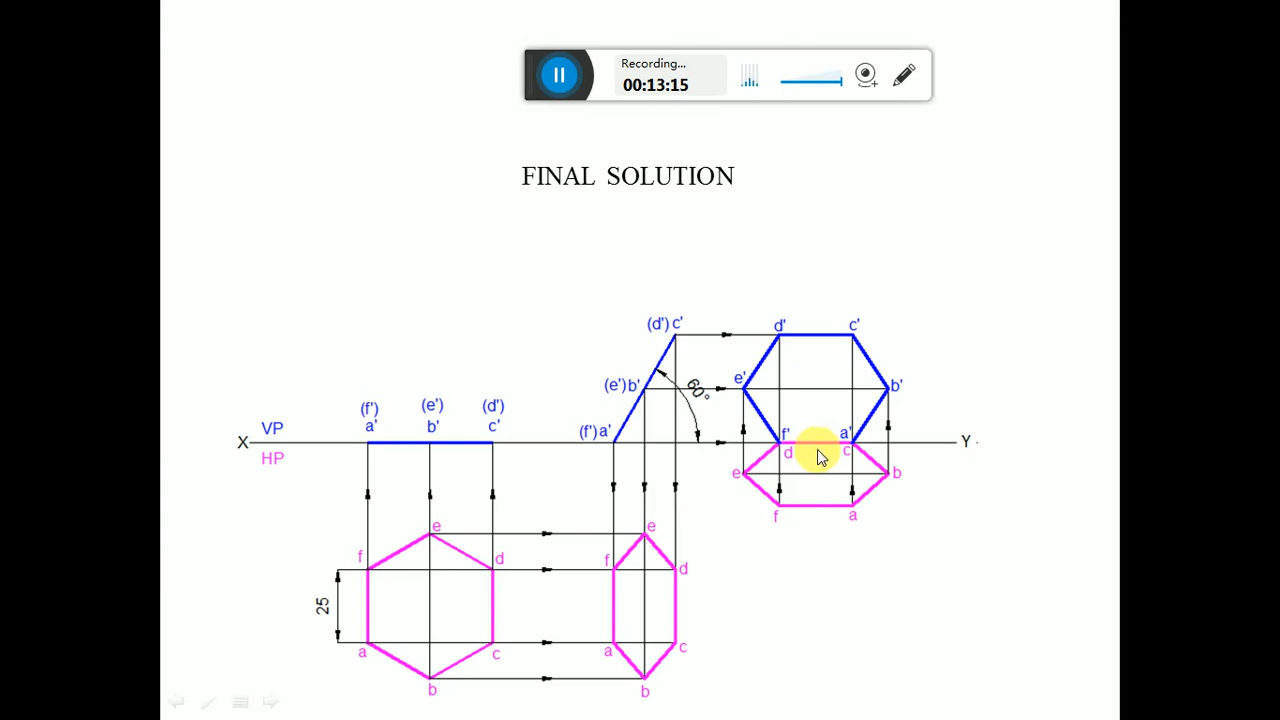 Recording...
00:13:15
FINAL SOLUTION
(d') c'
d' c'
(e') b' 60° e' b'
(f') (e') (d')
VP a' b' c' (f') a' f' a'
X Y
HP d c
e b
f a
e e
f d f d
25
a c a c
b b